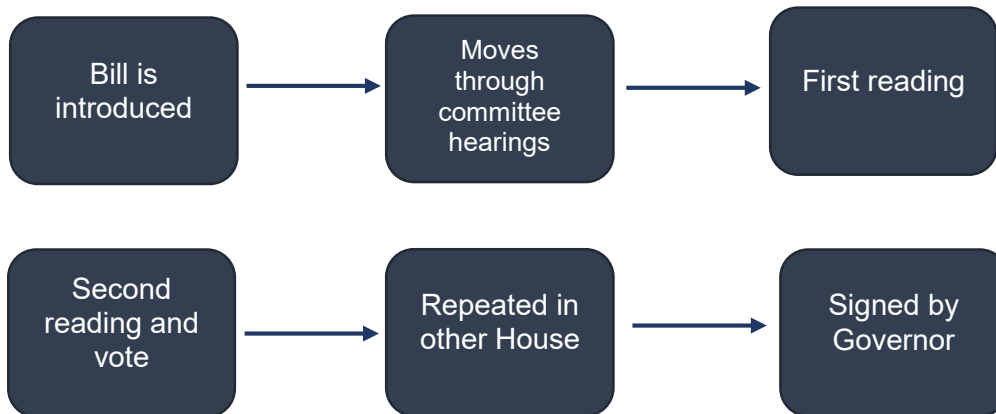 Bill is
introduced
Moves
through
committee
hearings
First reading
Second
reading and
vote
Repeated in
other House
Signed by
Governor